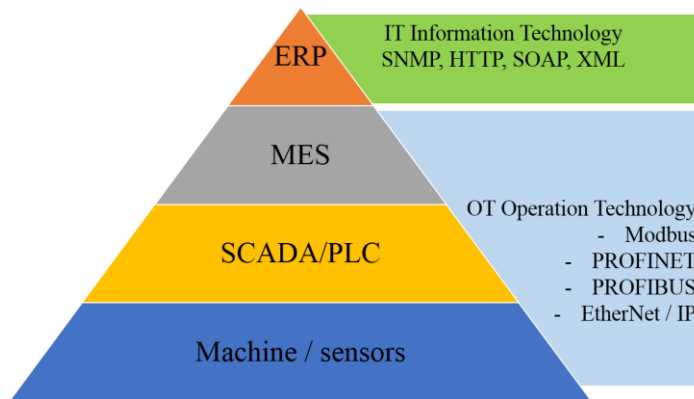 ERP
IT Information Technology
SNMP, HTTP, SOAP, XML
MES
SCADA/PLC
Machine / sensors
OT Operation Technology
- Modbus
- PROFINET
- PROFIBUS
- EtherNet / IP